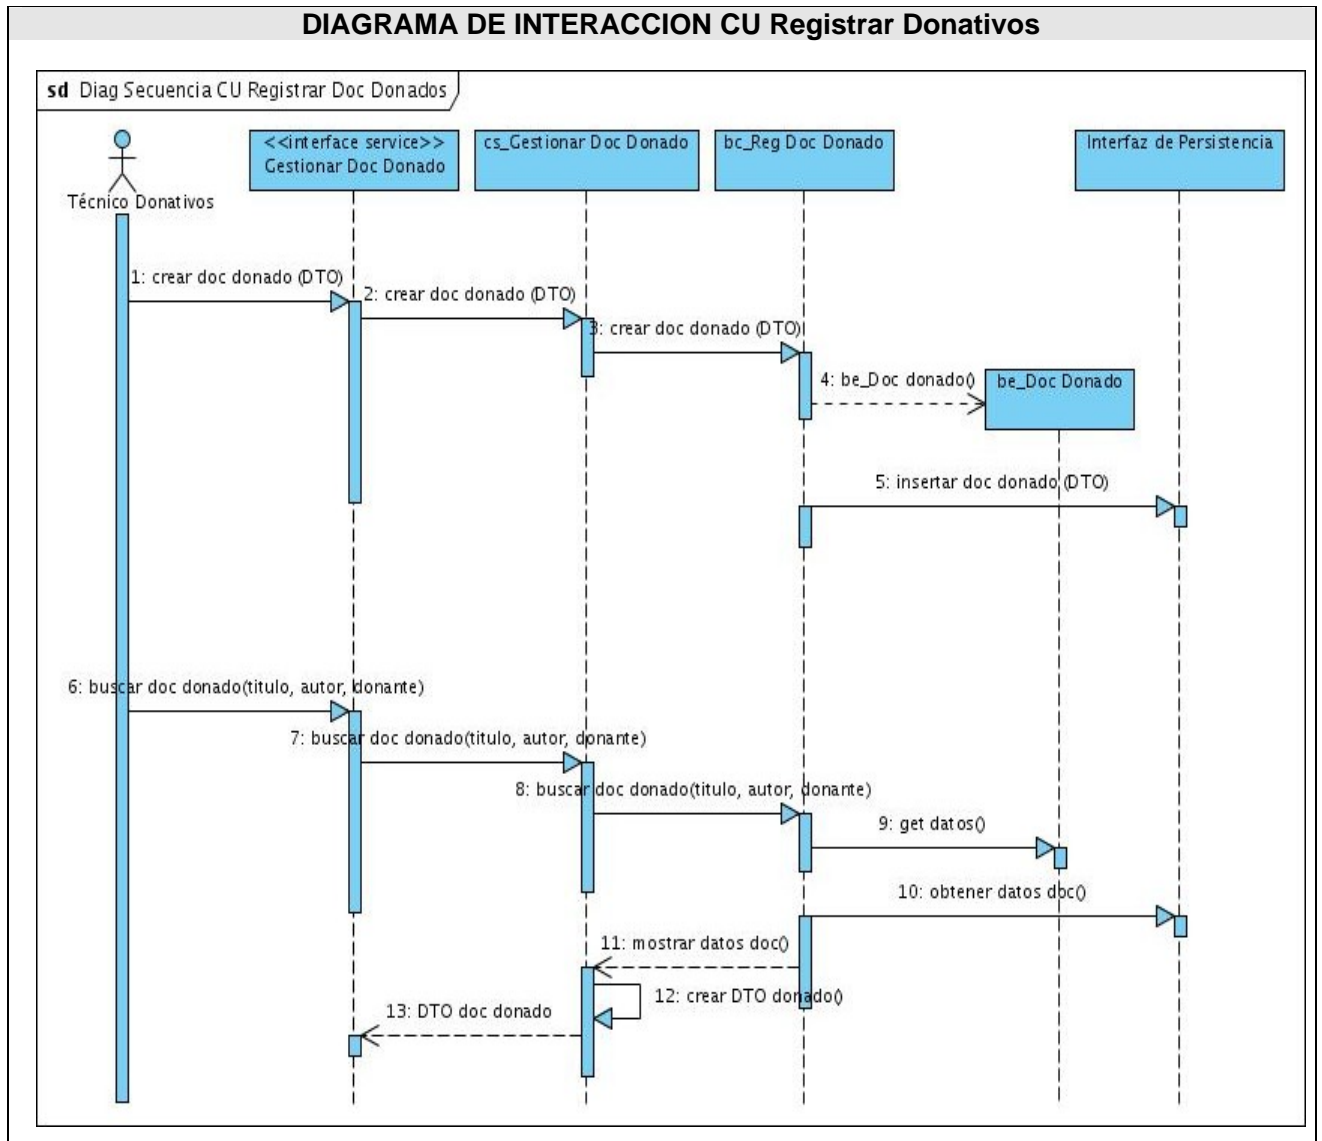 DIAGRAMA DE INTERACCION CU Registrar Donativos
sd Diag Secuencia CU Registrar Doc Donados
Técnico Donativos
<<interface service>>
Gestionar Doc Donado
cs_Gestionar Doc Donado
bc_Reg Doc Donado
Interfaz de Persistencia
1: crear doc donado (DTO)
2: crear doc donado (DTO)
3: crear doc donado (DTO)
4: be_Doc donado()
be_Doc Donado
5: insertar doc donado (DTO)
6: buscar doc donado(titulo, autor, donante)
7: buscar doc donado(titulo, autor, donante)
8: buscar doc donado(titulo, autor, donante)
9: get datos()
10: obtener datos doc()
11: mostrar datos doc()
12: crear DTO donado()
13: DTO doc donado